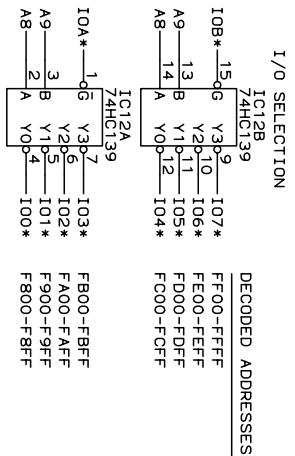 I/O SELECTION
DECODED ADDRESSES
IC12B
74HC139
IOB* 15 G Y3 9 IO7* FF00-FFFF
Y2 10 IO6* FE00-FEFF
A9 13 B Y1 11 IO5* FD00-FDFF
A8 14 A Y0 12 IO4* FC00-FCFF
IC12A
74HC139
IOA* 1 G Y3 7 IO3* FB00-FBFF
Y2 6 IO2* FA00-FAFF
A9 3 B Y1 5 IO1* F900-F9FF
A8 2 A Y0 4 IO0* F800-F8FF